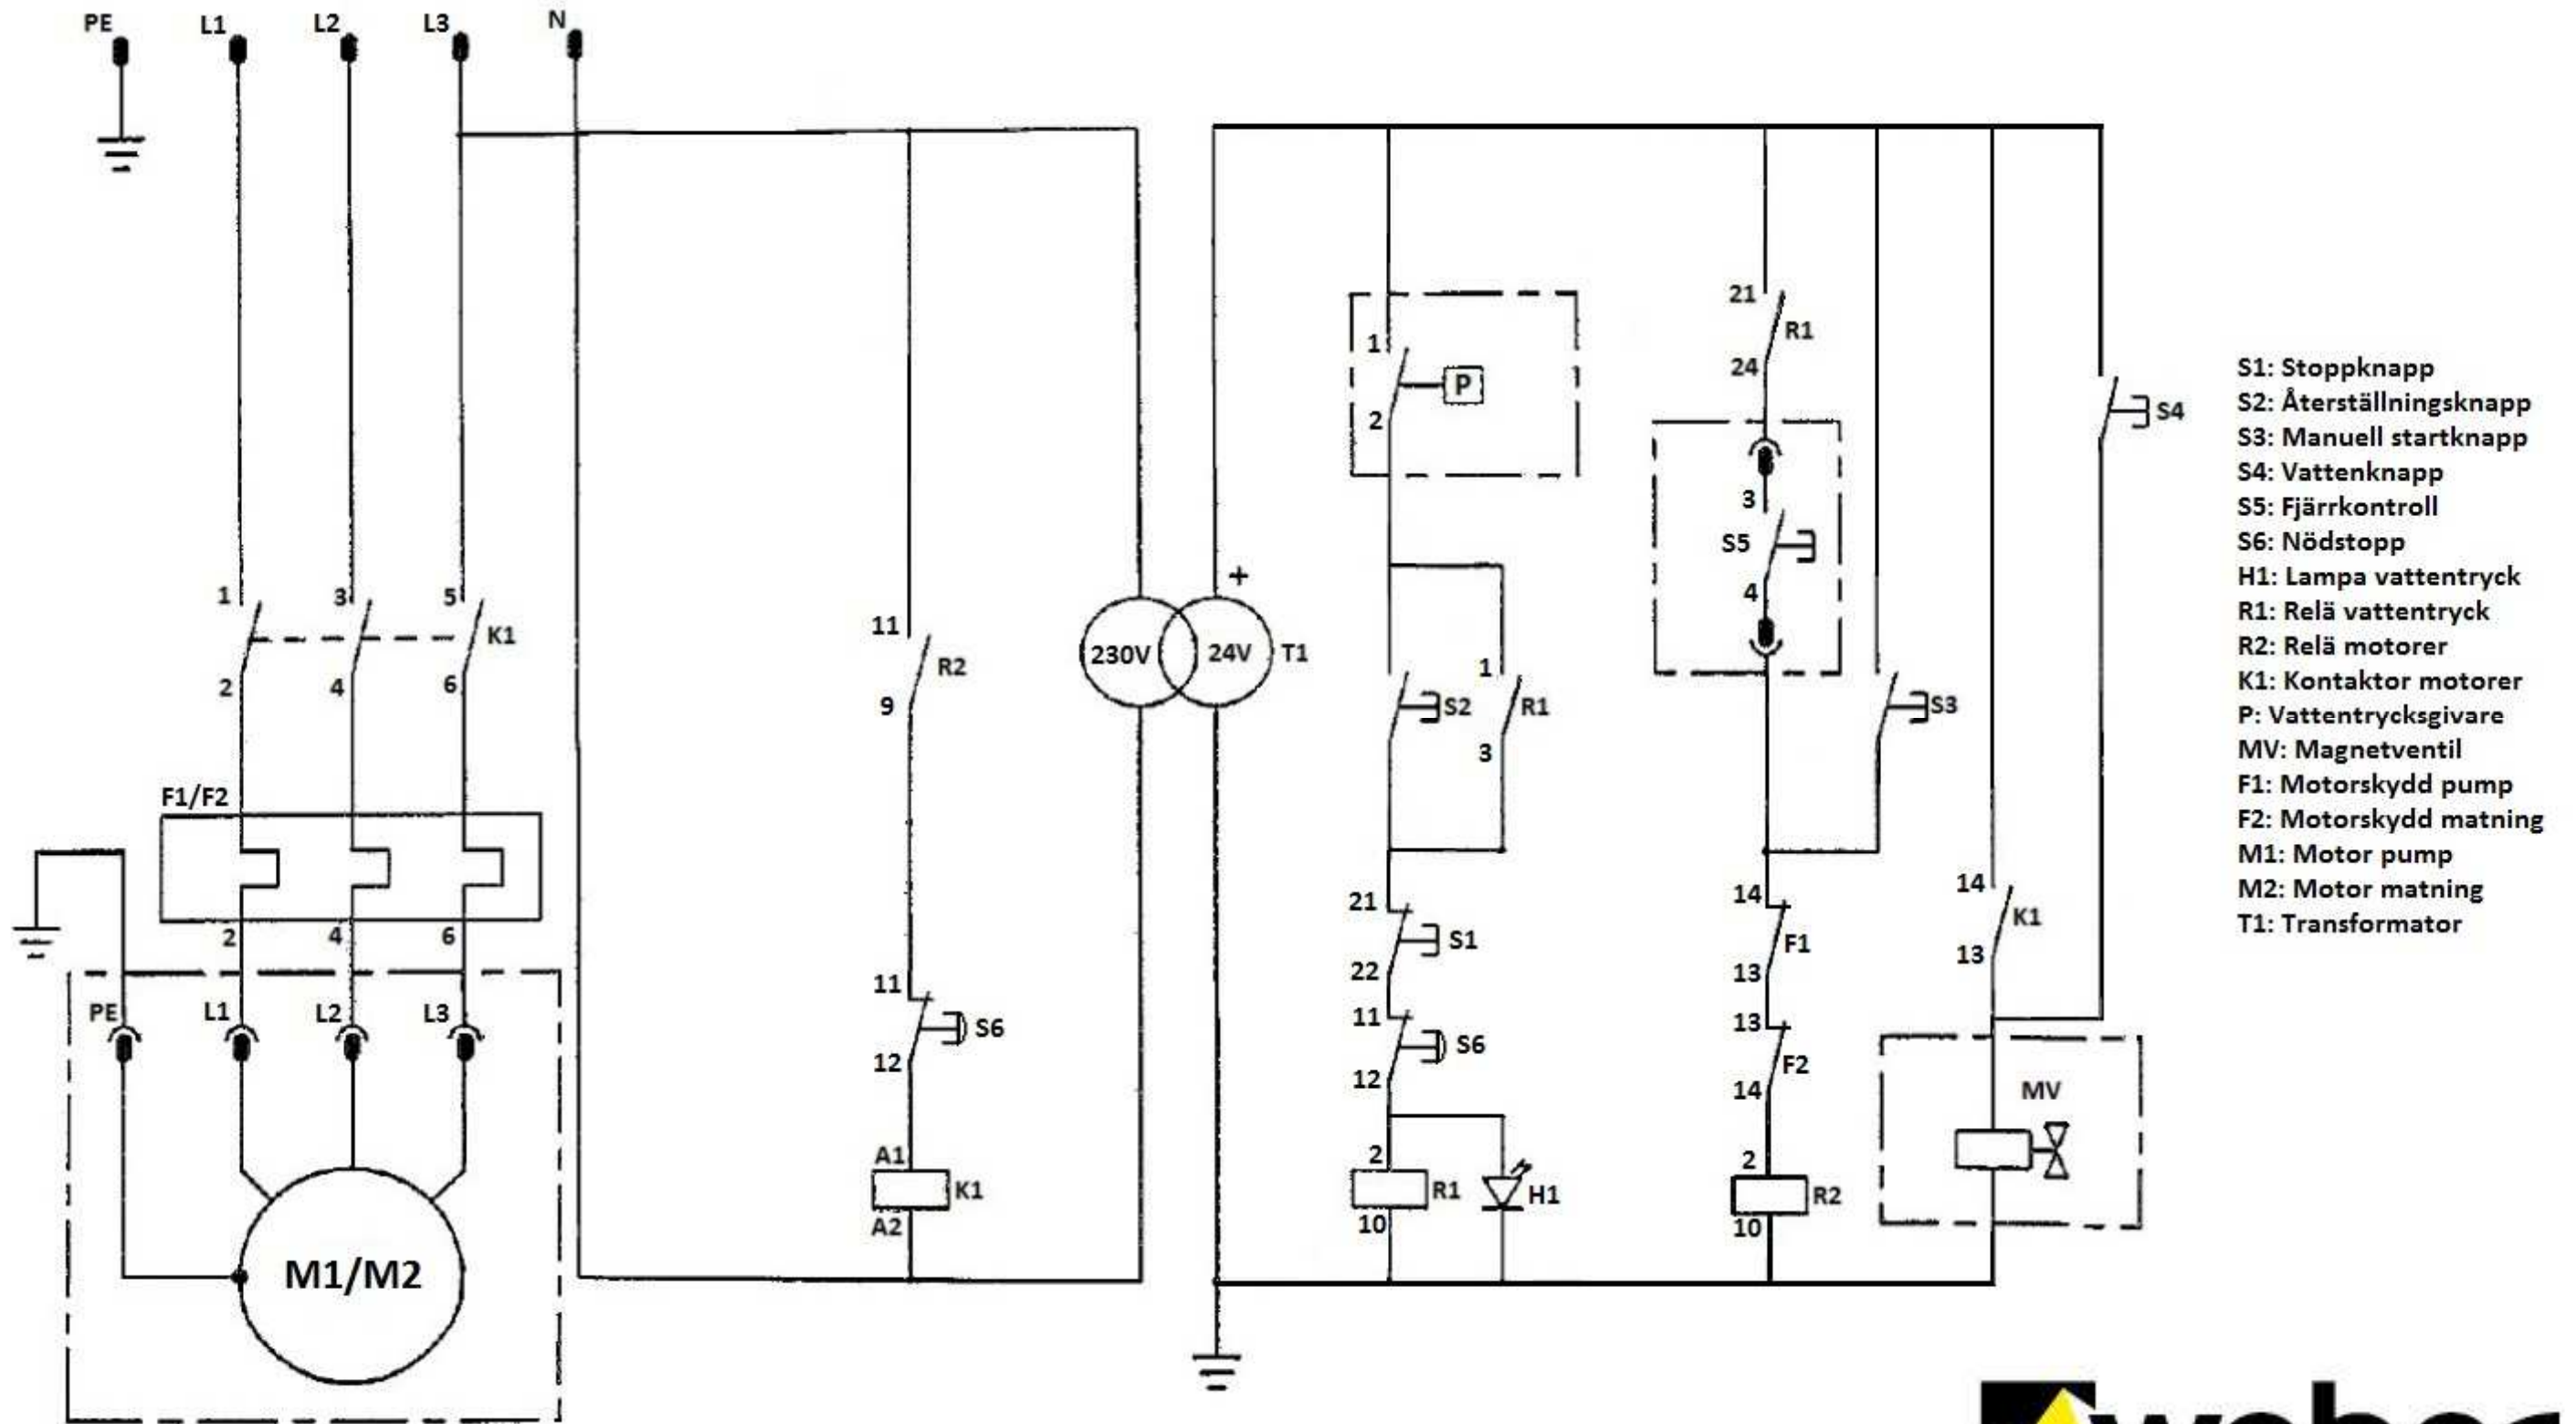 PE L1 L2 L3 N
21
R1
24
1
P
2
S4
3
S5
4
+
1 3 5
K1
2 4 6
11
R2
9
230V 24V T1
S2
1
R1
3
S3
F1/F2
2 4 6
PE L1 L2 L3
M1/M2
11
S6
12
A1
K1
A2
21
S1
22
11
S6
12
2
R1
10
H1
14
F1
13
13
F2
14
2
R2
10
14
K1
13
MV
S1: Stoppknapp
S2: Återställningsknapp
S3: Manuell startknapp
S4: Vattenknapp
S5: Fjärrkontroll
S6: Nödstopp
H1: Lampa vattentryck
R1: Relä vattentryck
R2: Relä motorer
K1: Kontaktor motorer
P: Vattentrycksgivare
MV: Magnetventil
F1: Motorskydd pump
F2: Motorskydd matning
M1: Motor pump
M2: Motor matning
T1: Transformator
weber